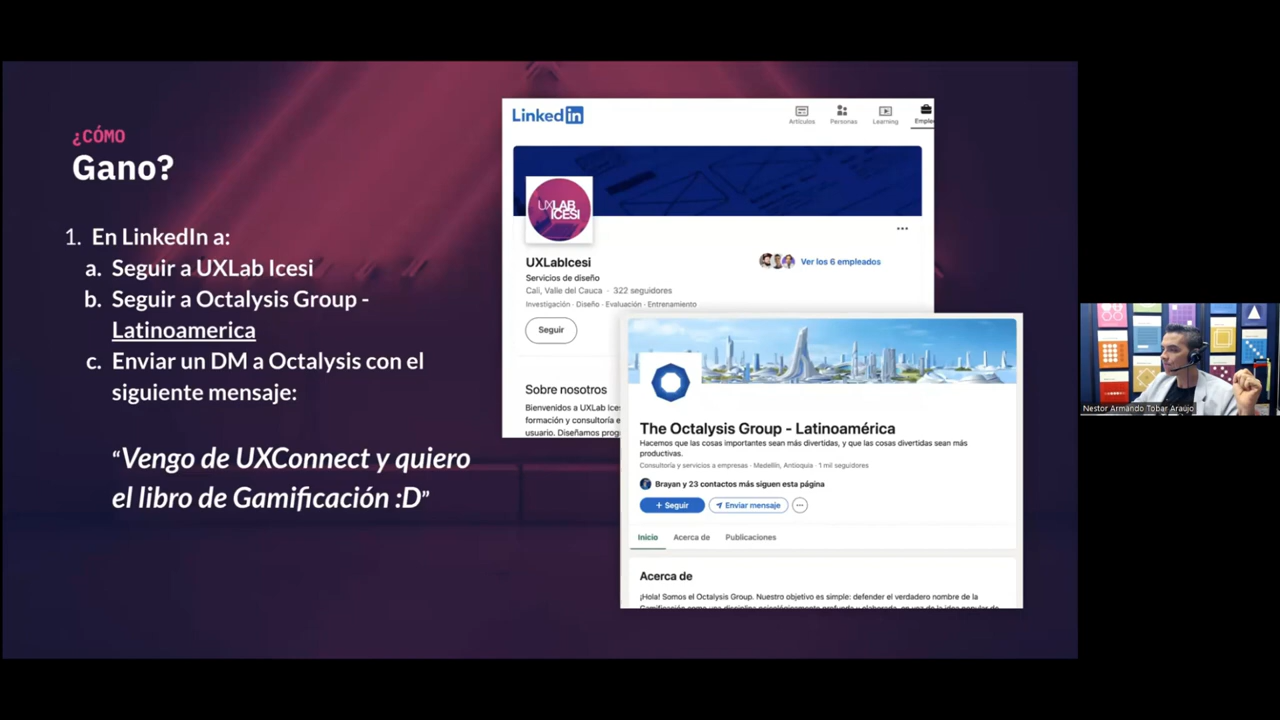 ¿CÓMO
Gano?
1. En LinkedIn a:
a. Seguir a UXLab Icesi
b. Seguir a Octalysis Group -
Latinoamerica
c. Enviar un DM a Octalysis con el
siguiente mensaje:
“Vengo de UXConnect y quiero
el libro de Gamificación :D”
LinkedIn
Artículos Personas Learning Emple
UXLAB
ICESI
UXLabIcesi
Servicios de diseño
Cali, Valle del Cauca · 322 seguidores
Investigación · Diseño · Evaluación · Entrenamiento
Ver los 6 empleados
Seguir
Sobre nosotros
Bienvenidos a UXLab Ices
formación y consultoría e
usuario. Diseñamos prog
The Octalysis Group - Latinoamérica
Hacemos que las cosas importantes sean más divertidas, y que las cosas divertidas sean más
productivas.
Consultoría y servicios a empresas · Medellín, Antioquia · 1 mil seguidores
Brayan y 23 contactos más siguen esta página
+ Seguir Enviar mensaje
Inicio Acerca de Publicaciones
Acerca de
¡Hola! Somos el Octalysis Group. Nuestro objetivo es simple: defender el verdadero nombre de la
Nestor Armando Tobar Araújo